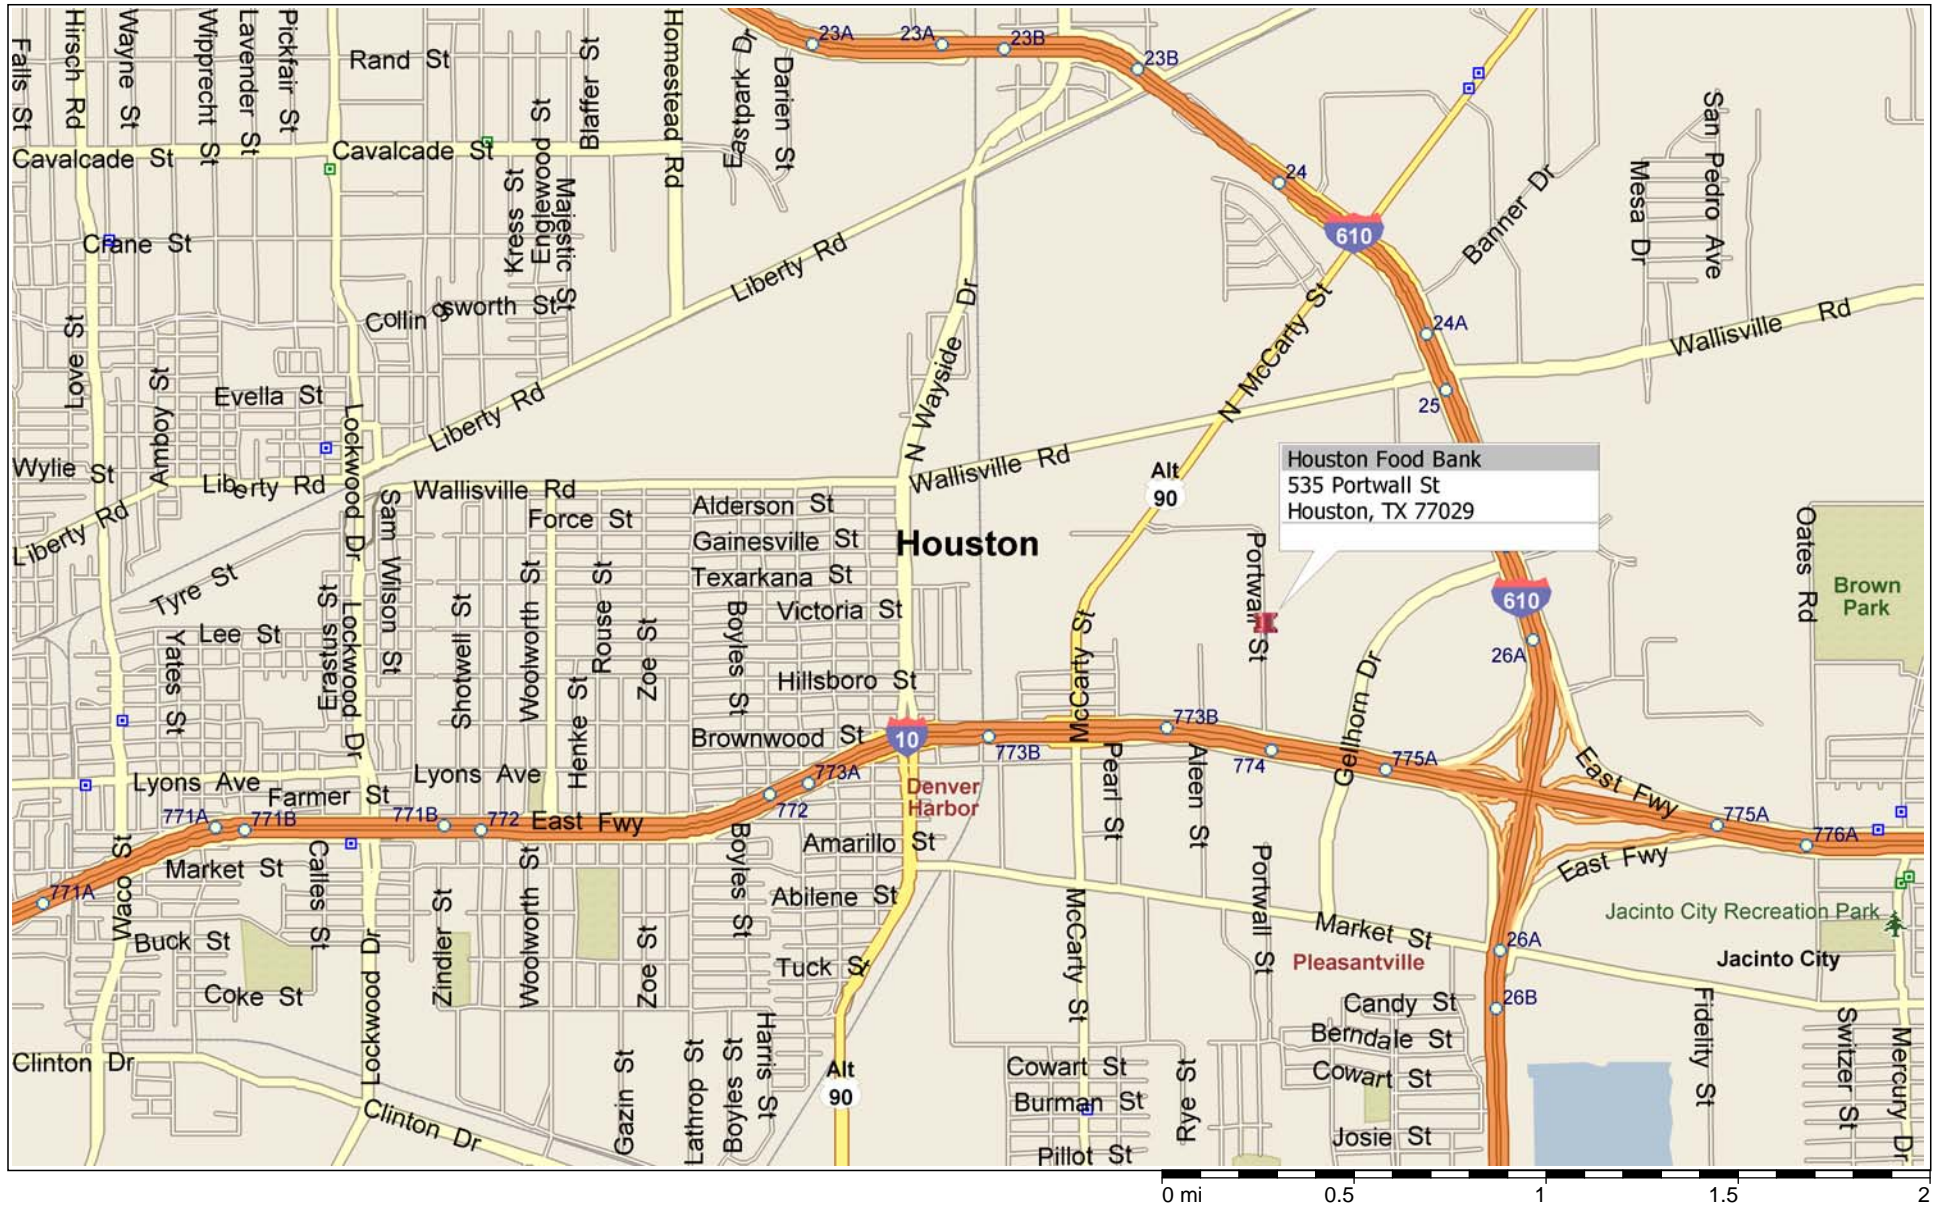 Falls St
Hirsch Rd
Wayne St
Wipprecht St
Lavender St
Pickfair St
Rand St
Blaffer St
Homestead Rd
Eastpark Dr
Darien St
23A
23A
23B
23B
Cavalcade St
Cavalcade St
Kress St
Englewood St
Majestic St
24
San Pedro Ave
Mesa Dr
Banner Dr
610
Crane St
Liberty Rd
Collingsworth St
N Wayside Dr
N McCarty St
24A
Wallisville Rd
Love St
Amboy St
Evella St
Lockwood Dr
Liberty Rd
25
Wylie St
Liberty Rd
Liberty Rd
Wallisville Rd
Wallisville Rd
Alt
90
Houston Food Bank
535 Portwall St
Houston, TX 77029
Sam Wilson St
Force St
Alderson St
Gainesville St
Houston
Texarkana St
Victoria St
Portwall St
Oates Rd
Brown
Park
610
Tyre St
Lee St
Yates St
Erastus St
Lockwood Dr
Shotwell St
Woolworth St
Rouse St
Zoe St
Boyles St
Henke St
Hillsboro St
McCarty St
Gellhorn Dr
26A
Brownwood St
10
773B
773B
774
775A
East Fwy
775A
776A
East Fwy
Lyons Ave
Lyons Ave
Farmer St
771A
771B
771B
772
East Fwy
772
773A
Denver
Harbor
Pearl St
Aleen St
Amarillo St
Boyles St
Waco St
771A
Market St
Calles St
Zindler St
Woolworth St
Zoe St
Abilene St
McCarty St
Portwall St
Market St
Pleasantville
26A
Jacinto City Recreation Park
Jacinto City
Buck St
Coke St
Lockwood Dr
Tuck St
Candy St
26B
Fidelity St
Switzer St
Mercury Dr
Berndale St
Clinton Dr
Clinton Dr
Gazin St
Lathrop St
Boyles St
Harris St
Alt
90
Cowart St
Cowart St
Burman St
Rye St
Pillot St
Josie St
0 mi 0.5 1 1.5 2